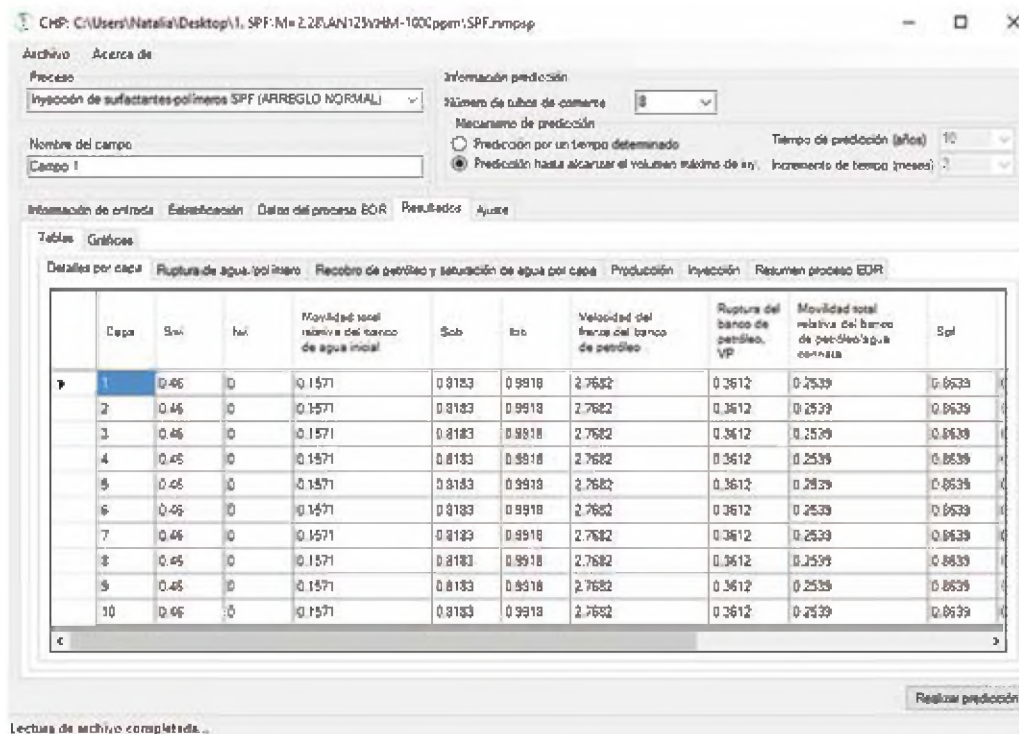 CHP: C:\Users\Natalia\Desktop\1. SPF\M= 2.28\AN125VHM-1000ppm\SPF.nmpsp
Archivo Acerca de
Proceso
Inyección de surfactantes-polímeros SPF (ARREGLO NORMAL)
Nombre del campo
Campo 1
Información predicción
Número de tubos de corriente 8
Mecanismo de predicción
Predicción por un tiempo determinado
Predicción hasta alcanzar el volumen máximo de iny.
Tiempo de predicción (años) 10
Incremento de tiempo (meses)
Información de entrada Estratificación Datos del proceso EOR Resultados Ajuste
Tablas Gráficos
Detalles por capa Ruptura de agua/polímero Recobro de petróleo y saturación de agua por capa Producción Inyección Resumen proceso EOR
Capa Swi fwi Movilidad total relativa del banco de agua inicial Sob fob Velocidad del frente del banco de petróleo Ruptura del banco de petróleo, VP Movilidad total relativa del banco de petróleo/agua connata Spf
1 0.46 0 0.1571 0.8183 0.9918 2.7682 0.3612 0.2539 0.8639
2 0.46 0 0.1571 0.8183 0.9918 2.7682 0.3612 0.2539 0.8639
3 0.46 0 0.1571 0.8183 0.9918 2.7682 0.3612 0.2539 0.8639
4 0.46 0 0.1571 0.8183 0.9918 2.7682 0.3612 0.2539 0.8639
5 0.46 0 0.1571 0.8183 0.9918 2.7682 0.3612 0.2539 0.8639
6 0.46 0 0.1571 0.8183 0.9918 2.7682 0.3612 0.2539 0.8639
7 0.46 0 0.1571 0.8183 0.9918 2.7682 0.3612 0.2539 0.8639
8 0.46 0 0.1571 0.8183 0.9918 2.7682 0.3612 0.2539 0.8639
9 0.46 0 0.1571 0.8183 0.9918 2.7682 0.3612 0.2539 0.8639
10 0.46 0 0.1571 0.8183 0.9918 2.7682 0.3612 0.2539 0.8639
Realizar predicción
Lectura de archivo completada...